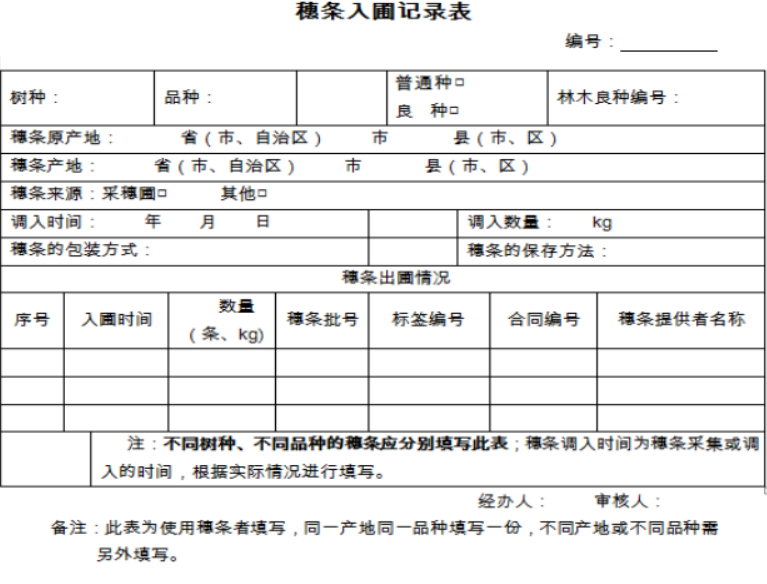 穗条入圃记录表
编号：
树种： 品种： 普通种□ 林木良种编号：
良 种□
穗条原产地： 省（市、自治区） 市 县（市、区）
穗条产地： 省（市、自治区） 市 县（市、区）
穗条来源：采穗圃□ 其他□
调入时间： 年 月 日 调入数量： kg
穗条的包装方式： 穗条的保存方法：
穗条出圃情况
序号 入圃时间 数量（条、kg） 穗条批号 标签编号 合同编号 穗条提供者名称
注：不同树种、不同品种的穗条应分别填写此表；穗条调入时间为穗条采集或调
入的时间，根据实际情况进行填写。
经办人： 审核人：
备注：此表为使用穗条者填写，同一产地同一品种填写一份，不同产地或不同品种需
另外填写。